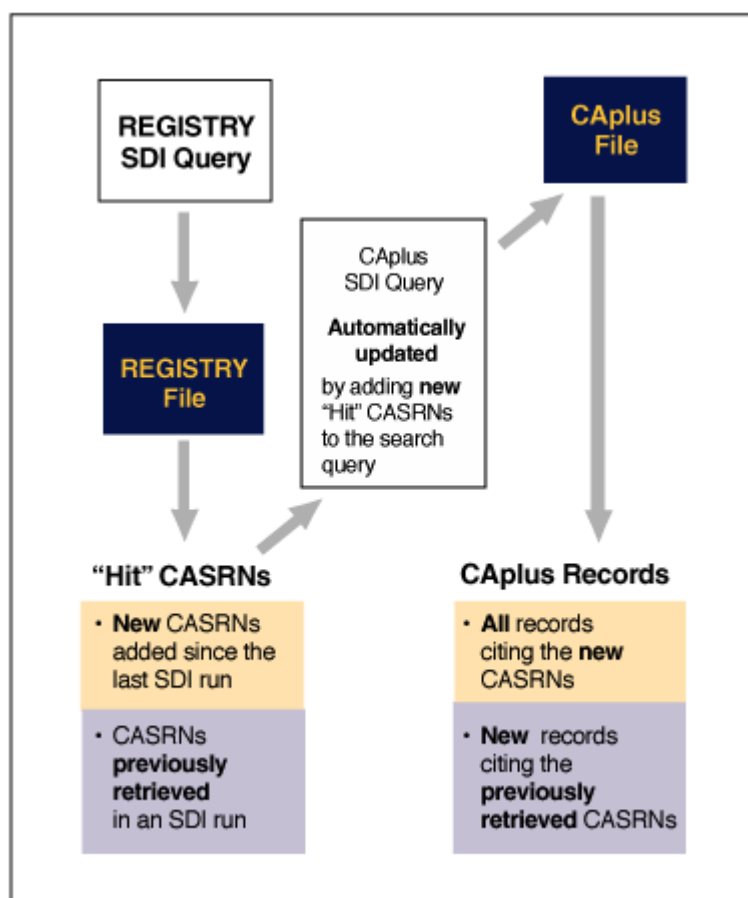 REGISTRY
SDI Query
REGISTRY
File
“Hit” CASRNs
• New CASRNs
added since the
last SDI run
• CASRNs
previously
retrieved
in an SDI run
CAplus
SDI Query
Automatically
updated
by adding new
“Hit” CASRNs
to the search
query
CAplus
File
CAplus Records
• All records
citing the new
CASRNs
• New records
citing the
previously
retrieved CASRNs